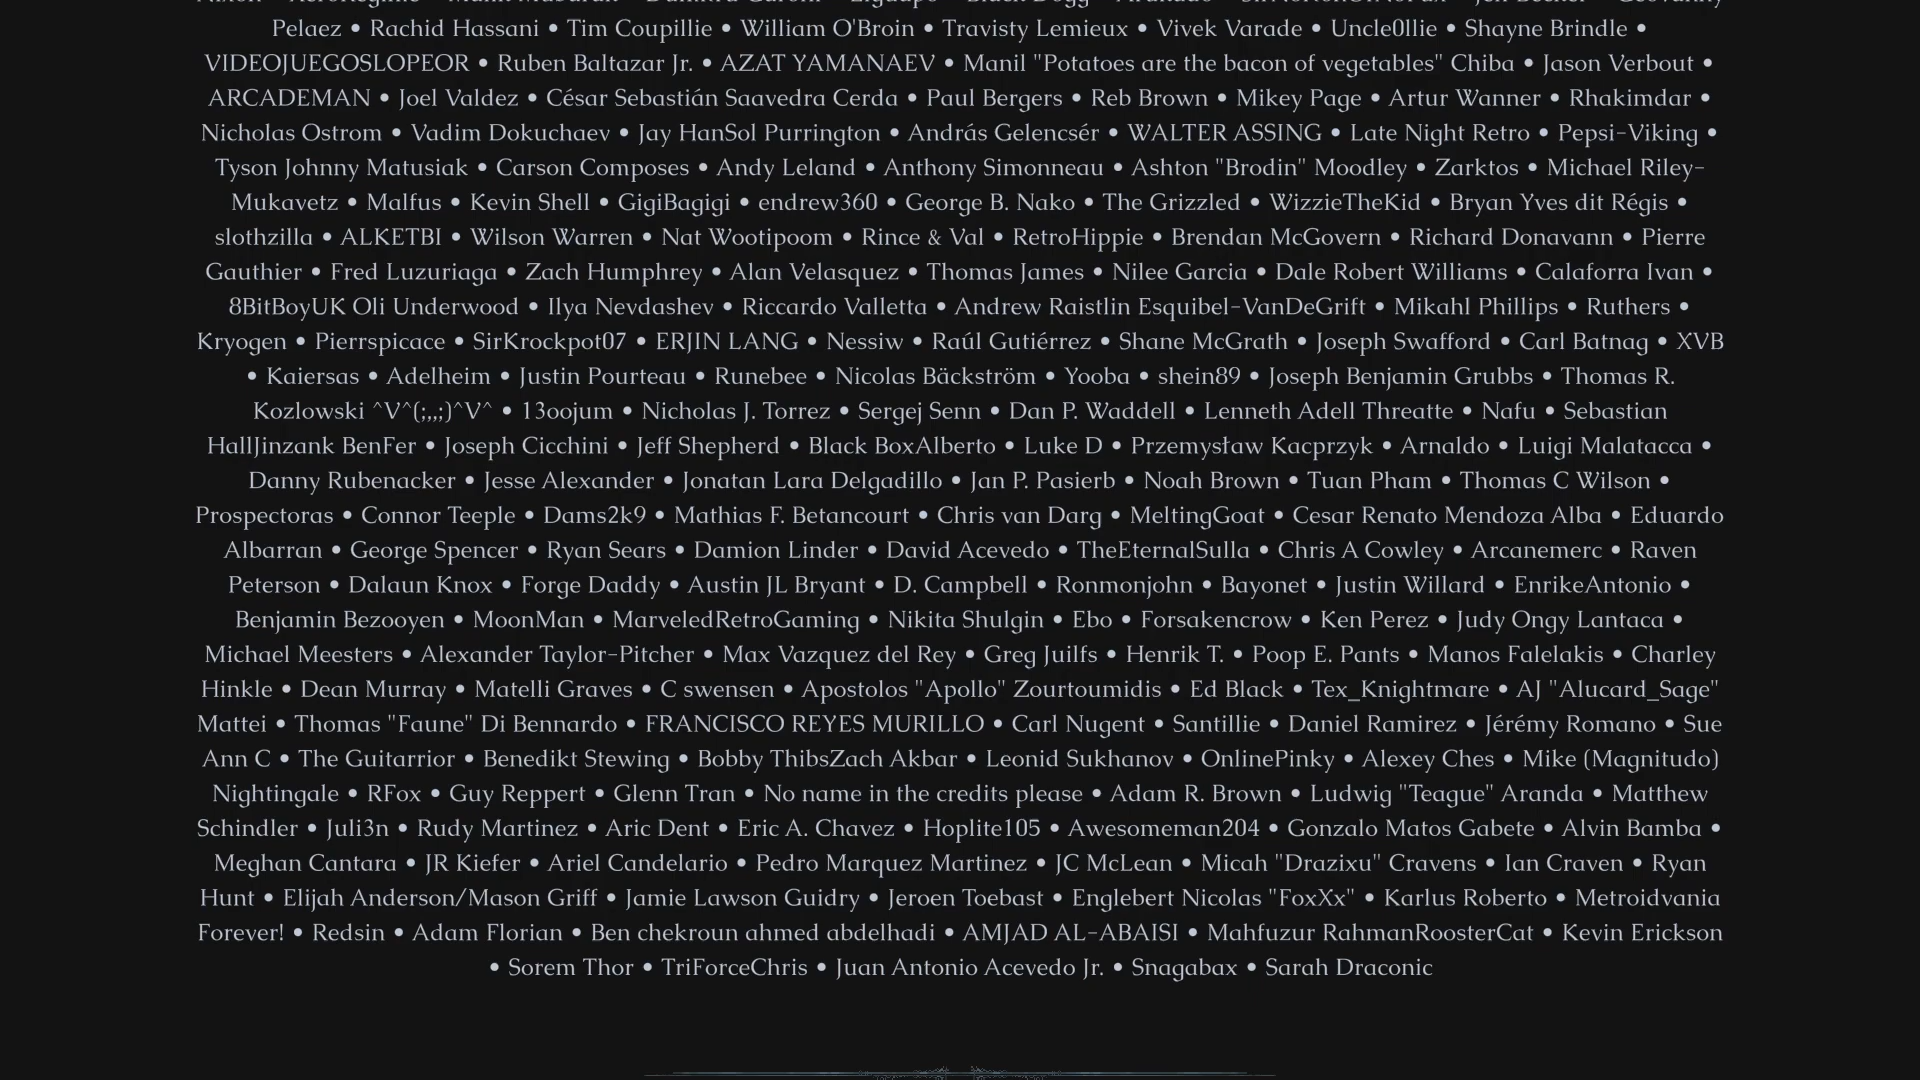 Pelaez • Rachid Hassani • Tim Coupillie • William O'Broin • Travisty Lemieux • Vivek Varade • Uncle0llie • Shayne Brindle •
VIDEOJUEGOSLOPEOR • Ruben Baltazar Jr. • AZAT YAMANAEV • Manil "Potatoes are the bacon of vegetables" Chiba • Jason Verbout •
ARCADEMAN • Joel Valdez • César Sebastián Saavedra Cerda • Paul Bergers • Reb Brown • Mikey Page • Artur Wanner • Rhakimdar •
Nicholas Ostrom • Vadim Dokuchaev • Jay HanSol Purrington • András Gelencsér • WALTER ASSING • Late Night Retro • Pepsi-Viking •
Tyson Johnny Matusiak • Carson Composes • Andy Leland • Anthony Simonneau • Ashton "Brodin" Moodley • Zarktos • Michael Riley-
Mukavetz • Malfus • Kevin Shell • GigiBagigi • endrew360 • George B. Nako • The Grizzled • WizzieTheKid • Bryan Yves dit Régis •
slothzilla • ALKETBI • Wilson Warren • Nat Wootipoom • Rince & Val • RetroHippie • Brendan McGovern • Richard Donavann • Pierre
Gauthier • Fred Luzuriaga • Zach Humphrey • Alan Velasquez • Thomas James • Nilee Garcia • Dale Robert Williams • Calaforra Ivan •
8BitBoyUK Oli Underwood • Ilya Nevdashev • Riccardo Valletta • Andrew Raistlin Esquibel-VanDeGrift • Mikahl Phillips • Ruthers •
Kryogen • Pierrspicace • SirKrockpot07 • ERJIN LANG • Nessiw • Raúl Gutiérrez • Shane McGrath • Joseph Swafford • Carl Batnag • XVB
• Kaiersas • Adelheim • Justin Pourteau • Runebee • Nicolas Bäckström • Yooba • shein89 • Joseph Benjamin Grubbs • Thomas R.
Kozlowski ^V^(;,,;)^V^ • 13oojum • Nicholas J. Torrez • Sergej Senn • Dan P. Waddell • Lenneth Adell Threatte • Nafu • Sebastian
HallJinzank BenFer • Joseph Cicchini • Jeff Shepherd • Black BoxAlberto • Luke D • Przemysław Kacprzyk • Arnaldo • Luigi Malatacca •
Danny Rubenacker • Jesse Alexander • Jonatan Lara Delgadillo • Jan P. Pasierb • Noah Brown • Tuan Pham • Thomas C Wilson •
Prospectoras • Connor Teeple • Dams2k9 • Mathias F. Betancourt • Chris van Darg • MeltingGoat • Cesar Renato Mendoza Alba • Eduardo
Albarran • George Spencer • Ryan Sears • Damion Linder • David Acevedo • TheEternalSulla • Chris A Cowley • Arcanemerc • Raven
Peterson • Dalaun Knox • Forge Daddy • Austin JL Bryant • D. Campbell • Ronmonjohn • Bayonet • Justin Willard • EnrikeAntonio •
Benjamin Bezooyen • MoonMan • MarveledRetroGaming • Nikita Shulgin • Ebo • Forsakencrow • Ken Perez • Judy Ongy Lantaca •
Michael Meesters • Alexander Taylor-Pitcher • Max Vazquez del Rey • Greg Juilfs • Henrik T. • Poop E. Pants • Manos Falelakis • Charley
Hinkle • Dean Murray • Matelli Graves • C swensen • Apostolos "Apollo" Zourtoumidis • Ed Black • Tex_Knightmare • AJ "Alucard_Sage"
Mattei • Thomas "Faune" Di Bennardo • FRANCISCO REYES MURILLO • Carl Nugent • Santillie • Daniel Ramirez • Jérémy Romano • Sue
Ann C • The Guitarrior • Benedikt Stewing • Bobby ThibsZach Akbar • Leonid Sukhanov • OnlinePinky • Alexey Ches • Mike (Magnitudo)
Nightingale • RFox • Guy Reppert • Glenn Tran • No name in the credits please • Adam R. Brown • Ludwig "Teague" Aranda • Matthew
Schindler • Juli3n • Rudy Martinez • Aric Dent • Eric A. Chavez • Hoplite105 • Awesomeman204 • Gonzalo Matos Gabete • Alvin Bamba •
Meghan Cantara • JR Kiefer • Ariel Candelario • Pedro Marquez Martinez • JC McLean • Micah "Drazixu" Cravens • Ian Craven • Ryan
Hunt • Elijah Anderson/Mason Griff • Jamie Lawson Guidry • Jeroen Toebast • Englebert Nicolas "FoxXx" • Karlus Roberto • Metroidvania
Forever! • Redsin • Adam Florian • Ben chekroun ahmed abdelhadi • AMJAD AL-ABAISI • Mahfuzur RahmanRoosterCat • Kevin Erickson
• Sorem Thor • TriForceChris • Juan Antonio Acevedo Jr. • Snagabax • Sarah Draconic